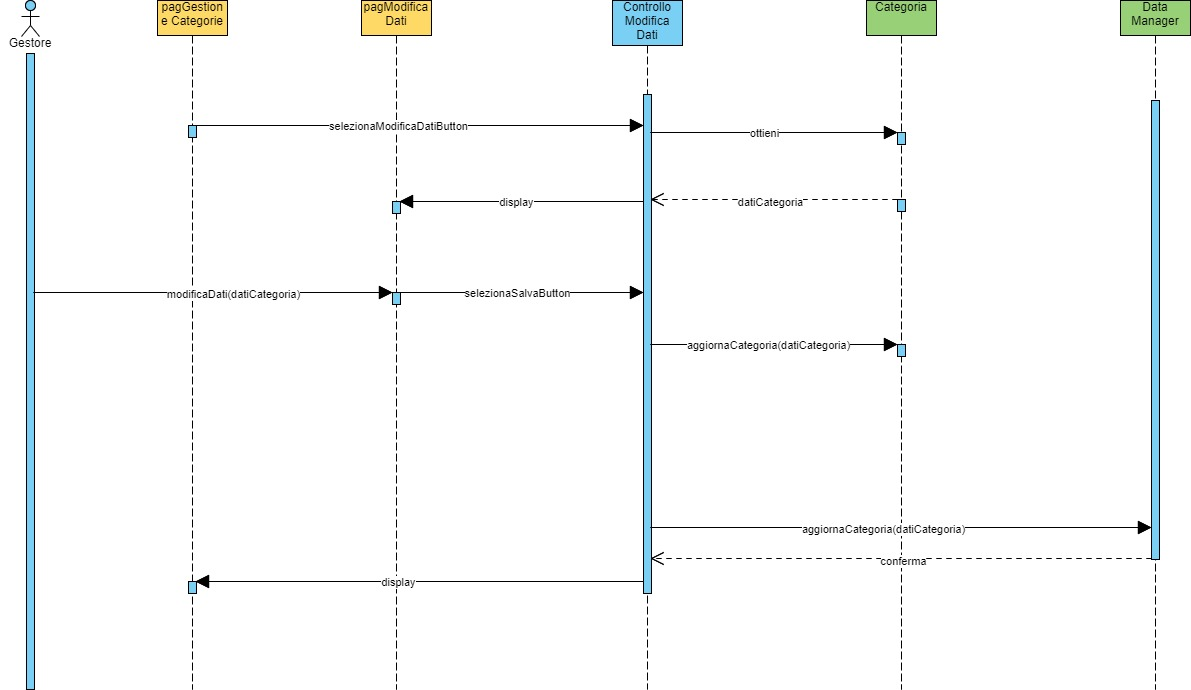 pagGestion
e Categorie
pagModifica
Dati
Controllo
Modifica
Dati
Categoria
Data
Manager
Gestore
selezionaModificaDatiButton
ottieni
display
datiCategoria
modificaDati(datiCategoria)
selezionaSalvaButton
aggiornaCategoria(datiCategoria)
aggiornaCategoria(datiCategoria)
conferma
display